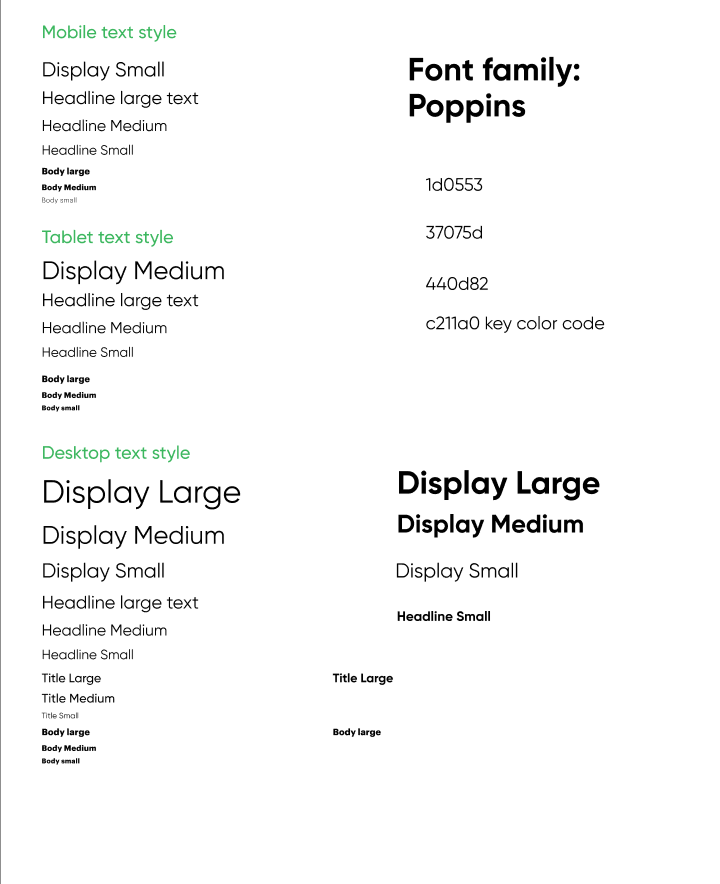 Mobile text style
Display Small
Headline large text
Headline Medium
Headline Small
Body large
Body Medium
Body small
Tablet text style
Display Medium
Headline large text
Headline Medium
Headline Small
Body large
Body Medium
Body small
Desktop text style
Display Large
Display Medium
Display Small
Headline large text
Headline Medium
Headline Small
Title Large
Title Medium
Title Small
Body large
Body Medium
Body small
Font family:
Poppins
1d0553
37075d
440d82
c211a0 key color code
Display Large
Display Medium
Display Small
Headline Small
Title Large
Body large